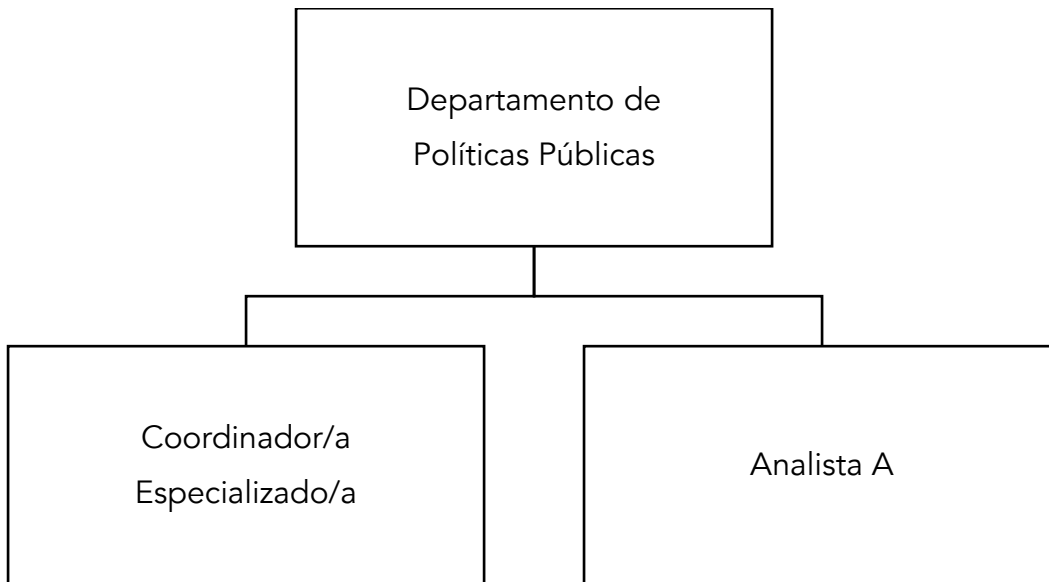 Departamento de
Políticas Públicas
Coordinador/a
Especializado/a
Analista A